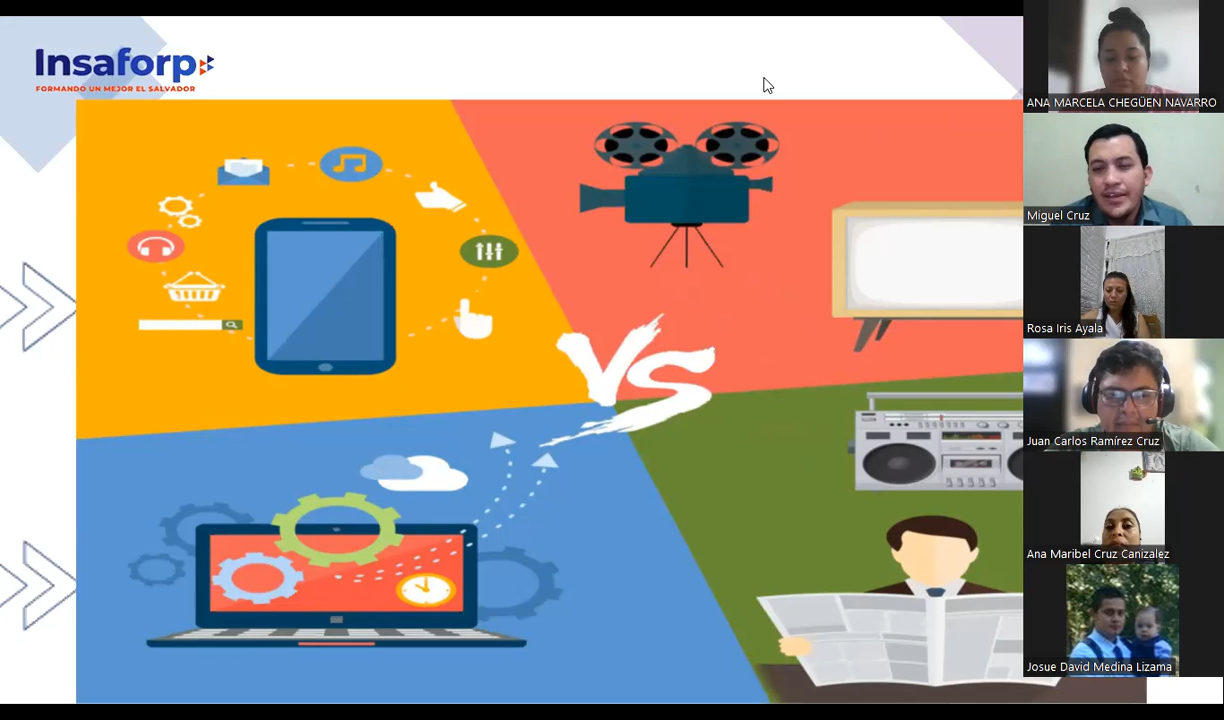 Insaforp
FORMANDO UN MEJOR EL SALVADOR
VS
ANA MARCELA CHEGÜEN NAVARRO
Miguel Cruz
Rosa Iris Ayala
Juan Carlos Ramírez Cruz
Ana Maribel Cruz Canizalez
Josue David Medina Lizama